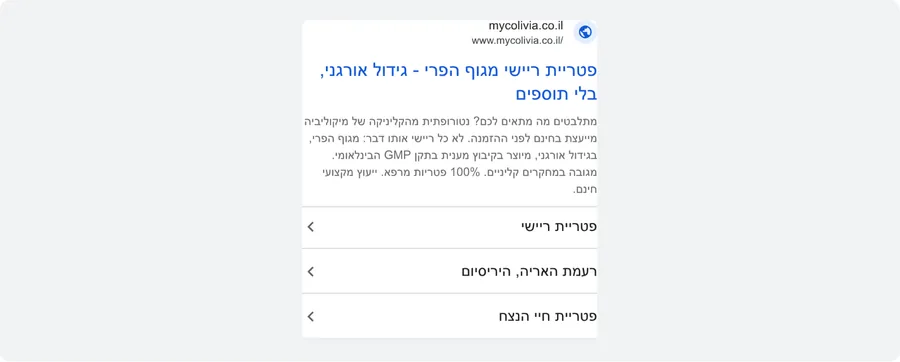 mycolivia.co.il
www.mycolivia.co.il/
פטריית ריישי מגוף הפרי - גידול אורגני,
בלי תוספים
מתלבטים מה מתאים לכם? נטורופתית מהקליניקה של מיקוליביה
מייעצת בחינם לפני ההזמנה. לא כל ריישי אותו דבר: מגוף הפרי,
בגידול אורגני, מיוצר בקיבוץ מענית בתקן GMP הבינלאומי.
מגובה במחקרים קליניים. 100% פטריות מרפא. ייעוץ מקצועי
חינם.
פטריית ריישי
רעמת האריה, היריסיום
פטריית חיי הנצח